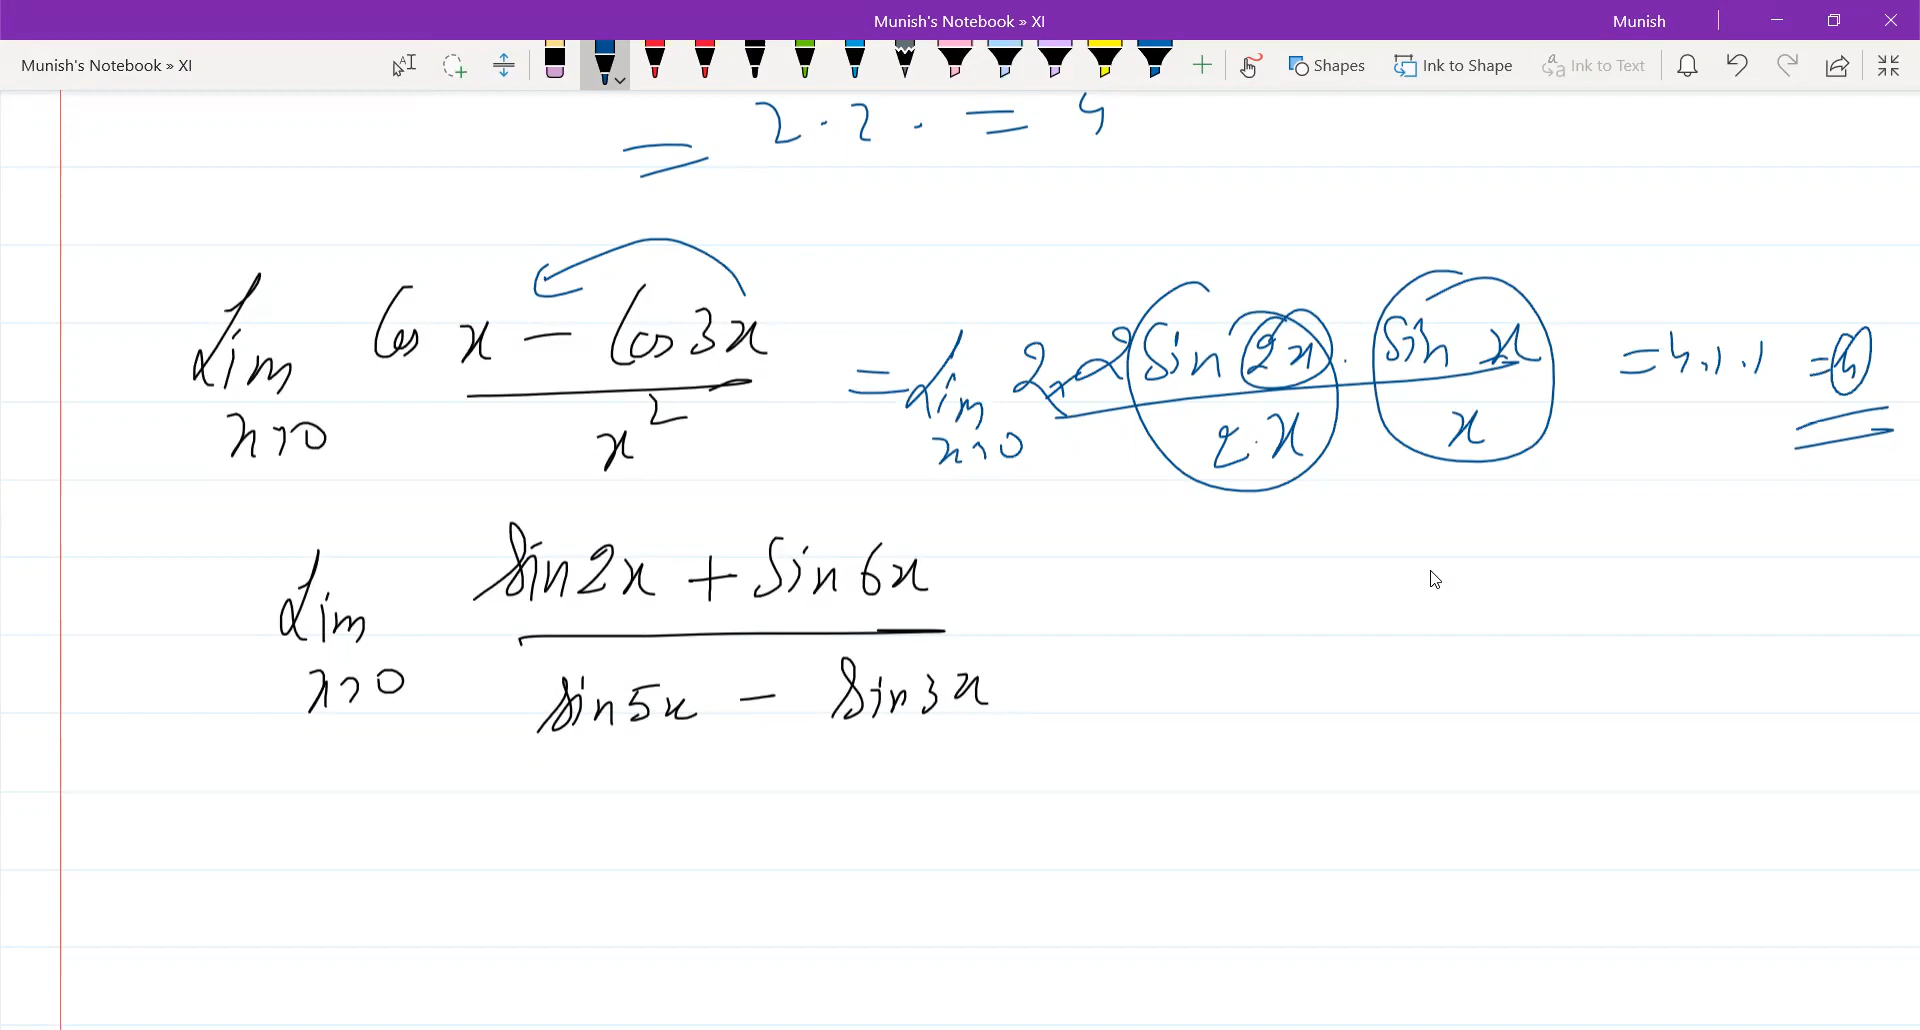 Munish's Notebook » XI
Munish
Munish's Notebook » XI
Shapes
Ink to Shape
Ink to Text
= 2 · 2 · = 4
Lim x→0 (Cos x − Cos 3x) / x² = Lim x→0 2·2 Sin 2x · Sin x / 2·x · x = 4·1·1 = 4
Lim x→0 (Sin 2x + Sin 6x) / (Sin 5x − Sin 3x)